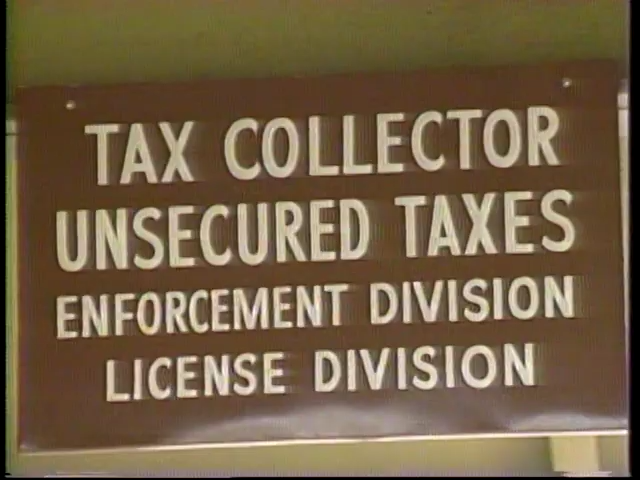 TAX COLLECTOR
UNSECURED TAXES
ENFORCEMENT DIVISION
LICENSE DIVISION